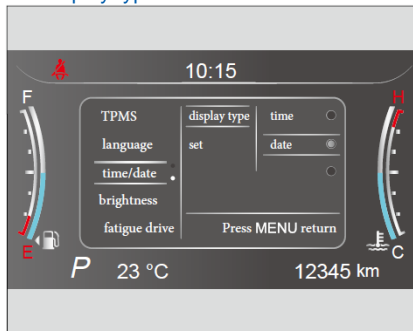 10:15
F
H
TPMS
display type
time
language
set
date
time/date
brightness
fatigue drive
Press MENU return
E
C
P
23 °C
12345 km